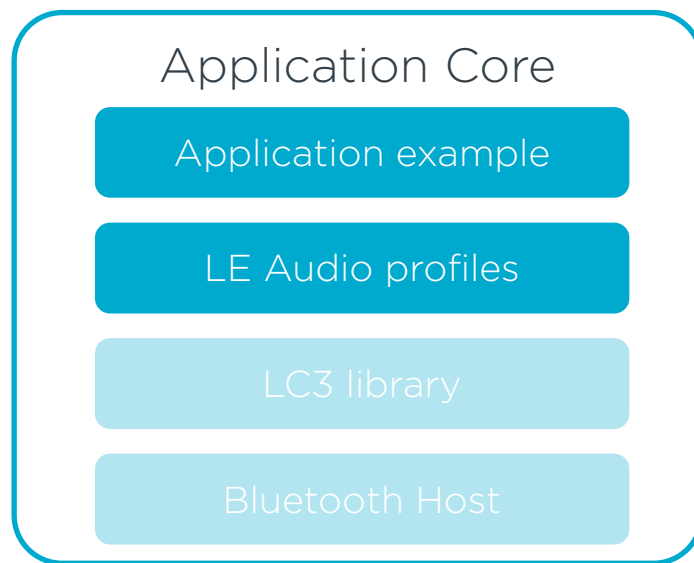 Application Core
Application example
LE Audio profiles
LC3 library
Bluetooth Host